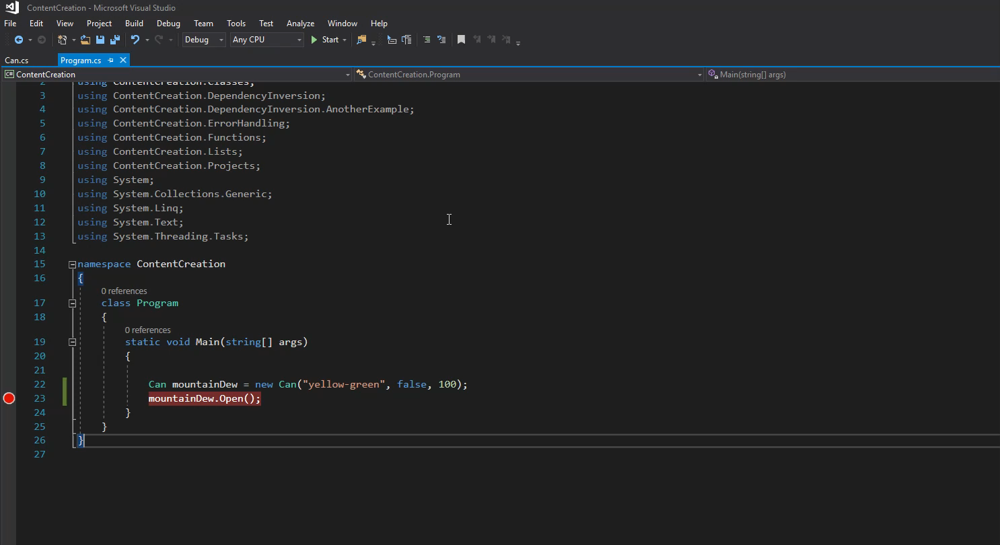 ContentCreation - Microsoft Visual Studio
File Edit View Project Build Debug Team Tools Test Analyze Window Help
Debug Any CPU Start
Can.cs Program.cs
C# ContentCreation ContentCreation.Program Main(string[] args)
2 using ContentCreation.Classes;
3 using ContentCreation.DependencyInversion;
4 using ContentCreation.DependencyInversion.AnotherExample;
5 using ContentCreation.ErrorHandling;
6 using ContentCreation.Functions;
7 using ContentCreation.Lists;
8 using ContentCreation.Projects;
9 using System;
10 using System.Collections.Generic;
11 using System.Linq;
12 using System.Text;
13 using System.Threading.Tasks;
14
15 namespace ContentCreation
16 {
0 references
17 class Program
18 {
0 references
19 static void Main(string[] args)
20 {
21
22 Can mountainDew = new Can("yellow-green", false, 100);
23 mountainDew.Open();
24 }
25 }
26 }
27